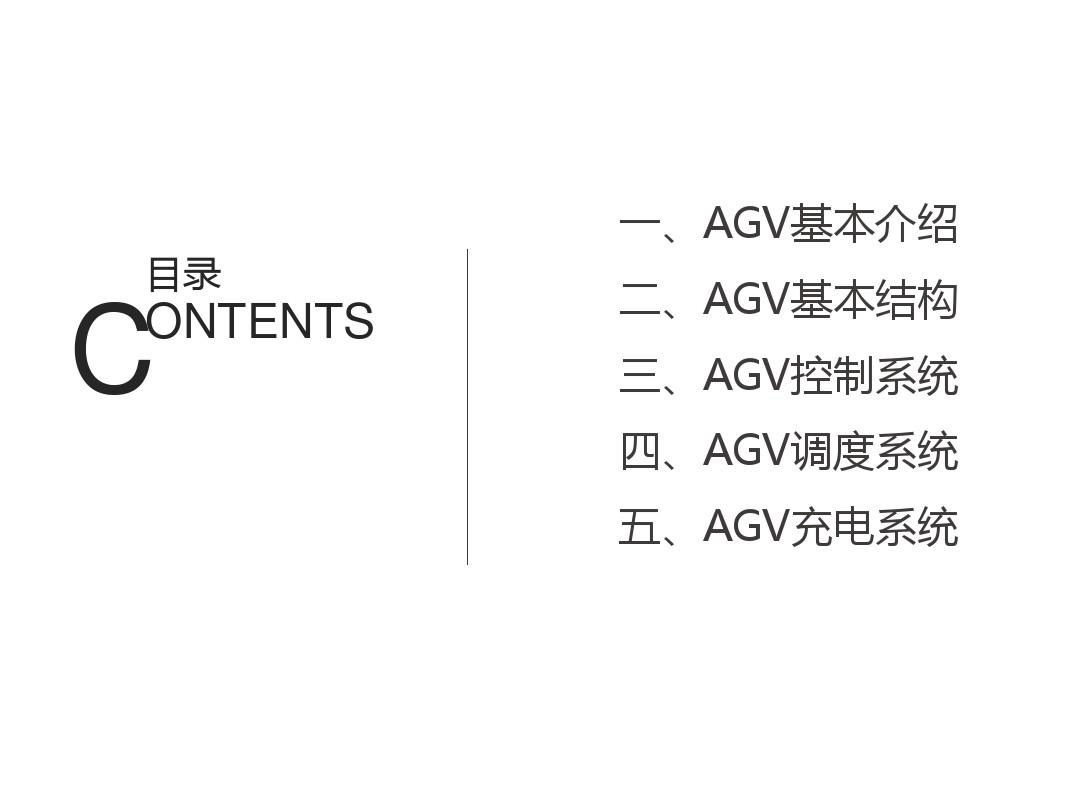 目录
CONTENTS
一、AGV基本介绍
二、AGV基本结构
三、AGV控制系统
四、AGV调度系统
五、AGV充电系统